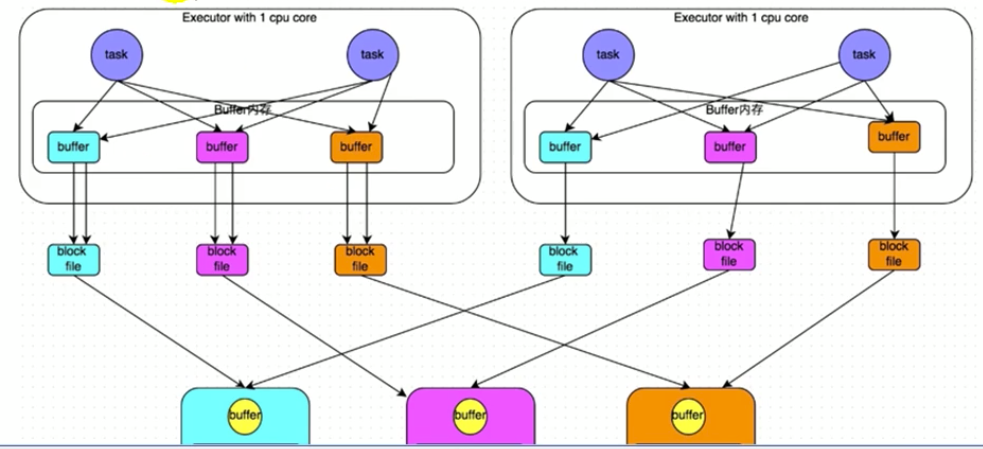 Executor with 1 cpu core
Executor with 1 cpu core
task
task
task
task
Buffer内存
Buffer内存
buffer
buffer
buffer
buffer
buffer
buffer
block
file
block
file
block
file
block
file
block
file
block
file
buffer
buffer
buffer